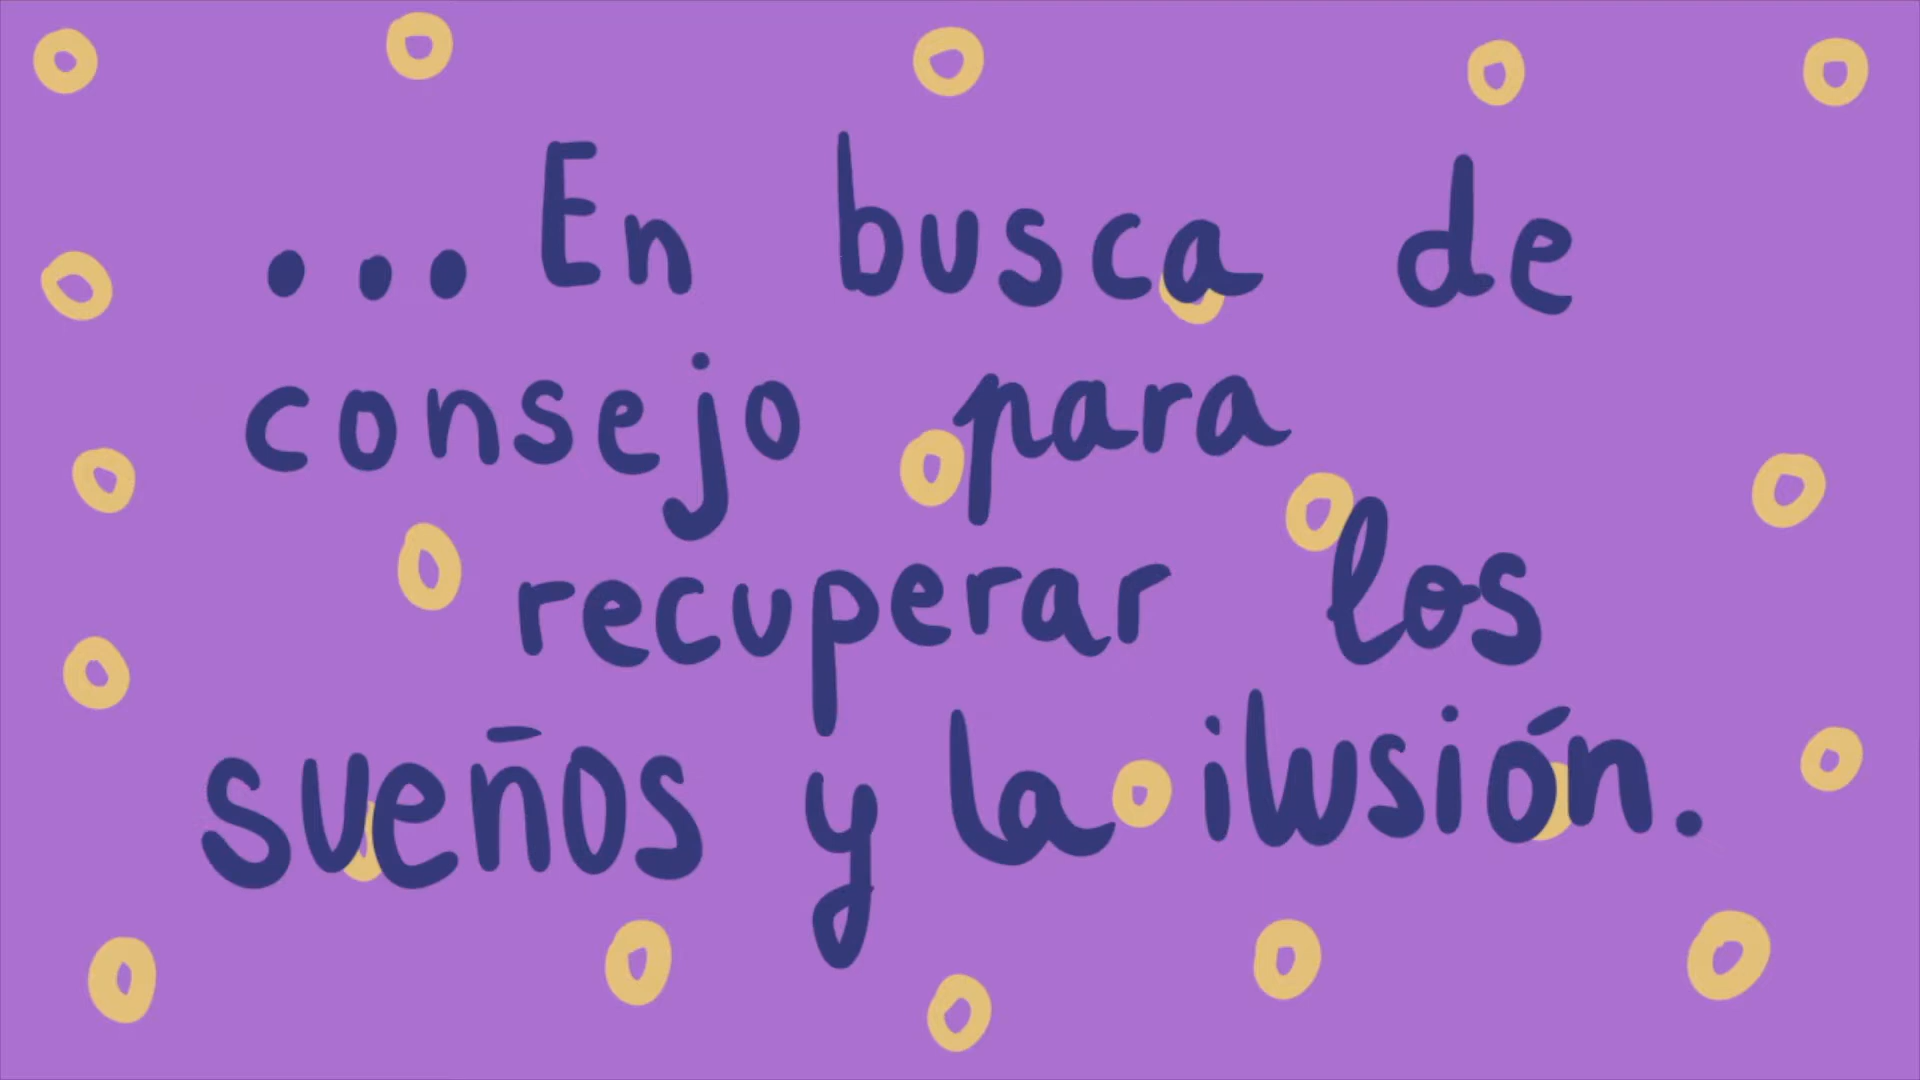 ...En busca de
consejo para
recuperar los
sueños y la ilusión.